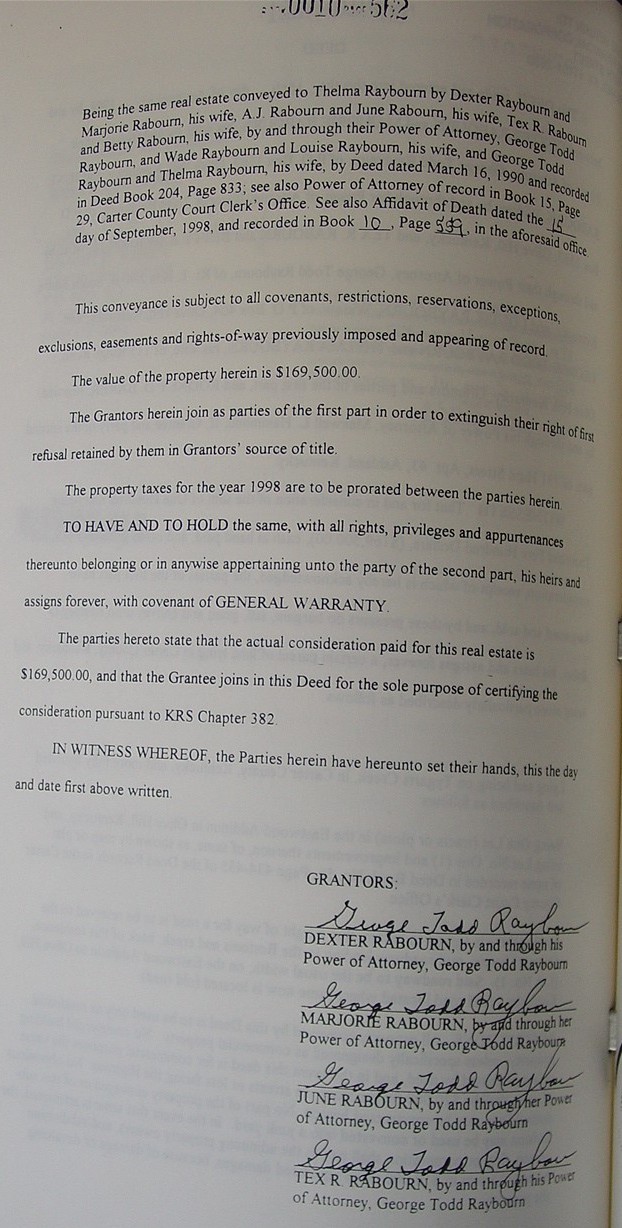 0010 562
Being the same real estate conveyed to Thelma Raybourn by Dexter Raybourn and
Marjorie Rabourn, his wife, A.J. Rabourn and June Rabourn, his wife, Tex R. Rabourn
and Betty Rabourn, his wife, by and through their Power of Attorney, George Todd
Raybourn, and Wade Raybourn and Louise Raybourn, his wife, and George Todd
Raybourn and Thelma Raybourn, his wife, by Deed dated March 16, 1990 and recorded
in Deed Book 204, Page 833; see also Power of Attorney of record in Book 15, Page
29, Carter County Court Clerk's Office. See also Affidavit of Death dated the 15
day of September, 1998, and recorded in Book 10, Page 559, in the aforesaid office
This conveyance is subject to all covenants, restrictions, reservations, exceptions,
exclusions, easements and rights-of-way previously imposed and appearing of record.
The value of the property herein is $169,500.00.
The Grantors herein join as parties of the first part in order to extinguish their right of first
refusal retained by them in Grantors' source of title.
The property taxes for the year 1998 are to be prorated between the parties herein.
TO HAVE AND TO HOLD the same, with all rights, privileges and appurtenances
thereunto belonging or in anywise appertaining unto the party of the second part, his heirs and
assigns forever, with covenant of GENERAL WARRANTY.
The parties hereto state that the actual consideration paid for this real estate is
$169,500.00, and that the Grantee joins in this Deed for the sole purpose of certifying the
consideration pursuant to KRS Chapter 382.
IN WITNESS WHEREOF, the Parties herein have hereunto set their hands, this the day
and date first above written.
GRANTORS:
George Todd Raybour
DEXTER RABOURN, by and through his
Power of Attorney, George Todd Raybourn
George Todd Raybour
MARJORIE RABOURN, by and through her
Power of Attorney, George Todd Raybourn
George Todd Raybour
JUNE RABOURN, by and through her Power
of Attorney, George Todd Raybourn
George Todd Raybour
TEX R. RABOURN, by and through his Power
of Attorney, George Todd Raybourn